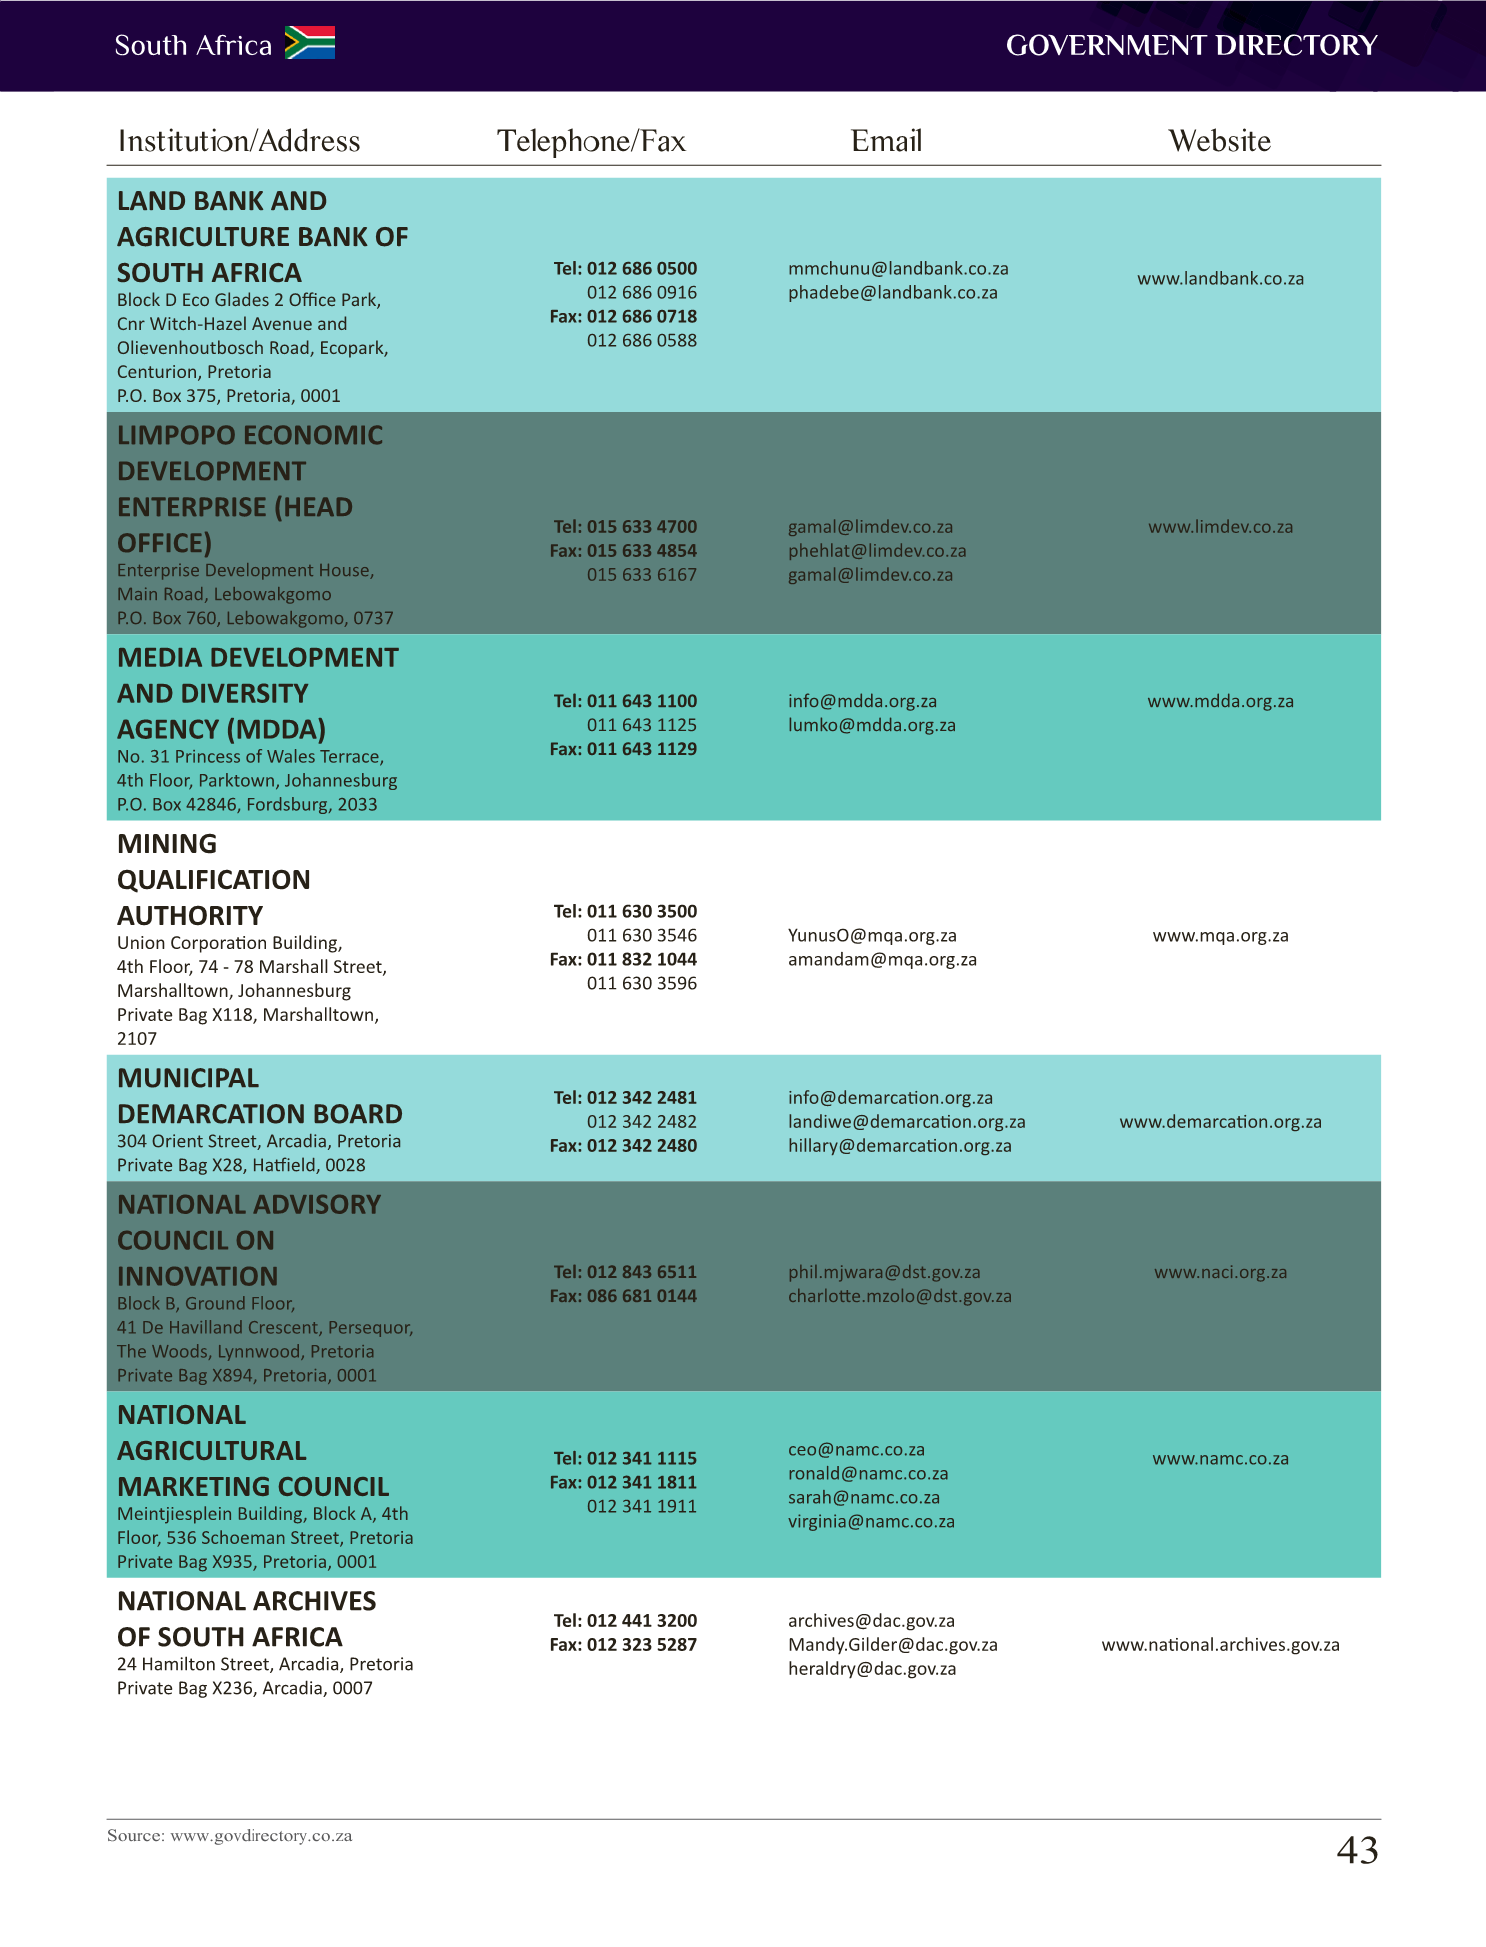 South Africa
GOVERNMENT DIRECTORY
Institution/Address Telephone/Fax Email Website
LAND BANK AND
AGRICULTURE BANK OF
SOUTH AFRICA
Block D Eco Glades 2 Office Park,
Cnr Witch-Hazel Avenue and
Olievenhoutbosch Road, Ecopark,
Centurion, Pretoria
P.O. Box 375, Pretoria, 0001
Tel: 012 686 0500
012 686 0916
Fax: 012 686 0718
012 686 0588
mmchunu@landbank.co.za
phadebe@landbank.co.za
www.landbank.co.za
LIMPOPO ECONOMIC
DEVELOPMENT
ENTERPRISE (HEAD
OFFICE)
Enterprise Development House,
Main Road, Lebowakgomo
P.O. Box 760, Lebowakgomo, 0737
Tel: 015 633 4700
Fax: 015 633 4854
015 633 6167
gamal@limdev.co.za
phehlat@limdev.co.za
gamal@limdev.co.za
www.limdev.co.za
MEDIA DEVELOPMENT
AND DIVERSITY
AGENCY (MDDA)
No. 31 Princess of Wales Terrace,
4th Floor, Parktown, Johannesburg
P.O. Box 42846, Fordsburg, 2033
Tel: 011 643 1100
011 643 1125
Fax: 011 643 1129
info@mdda.org.za
lumko@mdda.org.za
www.mdda.org.za
MINING
QUALIFICATION
AUTHORITY
Union Corporation Building,
4th Floor, 74 - 78 Marshall Street,
Marshalltown, Johannesburg
Private Bag X118, Marshalltown,
2107
Tel: 011 630 3500
011 630 3546
Fax: 011 832 1044
011 630 3596
YunusO@mqa.org.za
amandam@mqa.org.za
www.mqa.org.za
MUNICIPAL
DEMARCATION BOARD
304 Orient Street, Arcadia, Pretoria
Private Bag X28, Hatfield, 0028
Tel: 012 342 2481
012 342 2482
Fax: 012 342 2480
info@demarcation.org.za
landiwe@demarcation.org.za
hillary@demarcation.org.za
www.demarcation.org.za
NATIONAL ADVISORY
COUNCIL ON
INNOVATION
Block B, Ground Floor,
41 De Havilland Crescent, Persequor,
The Woods, Lynnwood, Pretoria
Private Bag X894, Pretoria, 0001
Tel: 012 843 6511
Fax: 086 681 0144
phil.mjwara@dst.gov.za
charlotte.mzolo@dst.gov.za
www.naci.org.za
NATIONAL
AGRICULTURAL
MARKETING COUNCIL
Meintjiesplein Building, Block A, 4th
Floor, 536 Schoeman Street, Pretoria
Private Bag X935, Pretoria, 0001
Tel: 012 341 1115
Fax: 012 341 1811
012 341 1911
ceo@namc.co.za
ronald@namc.co.za
sarah@namc.co.za
virginia@namc.co.za
www.namc.co.za
NATIONAL ARCHIVES
OF SOUTH AFRICA
24 Hamilton Street, Arcadia, Pretoria
Private Bag X236, Arcadia, 0007
Tel: 012 441 3200
Fax: 012 323 5287
archives@dac.gov.za
Mandy.Gilder@dac.gov.za
heraldry@dac.gov.za
www.national.archives.gov.za
Source: www.govdirectory.co.za
43